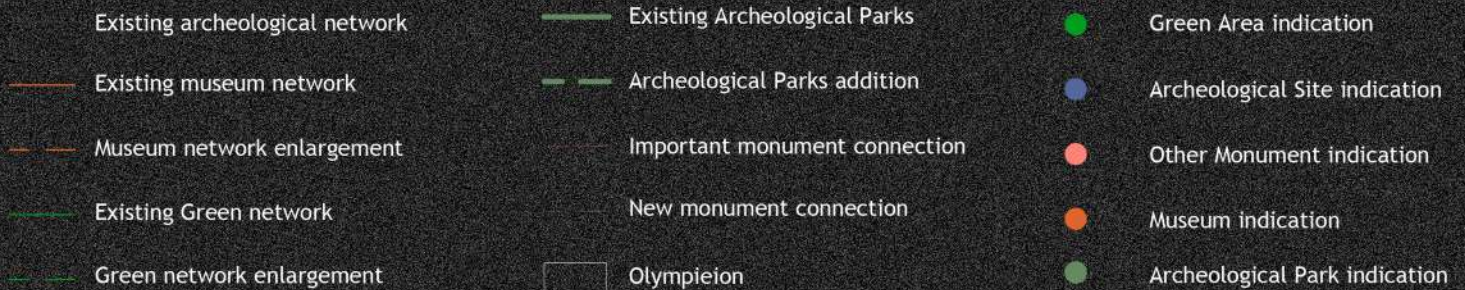 Existing archeological network
Existing museum network
Museum network enlargement
Existing Green network
Green network enlargement
Existing Archeological Parks
Archeological Parks addition
Important monument connection
New monument connection
Olympieion
Green Area indication
Archeological Site indication
Other Monument indication
Museum indication
Archeological Park indication